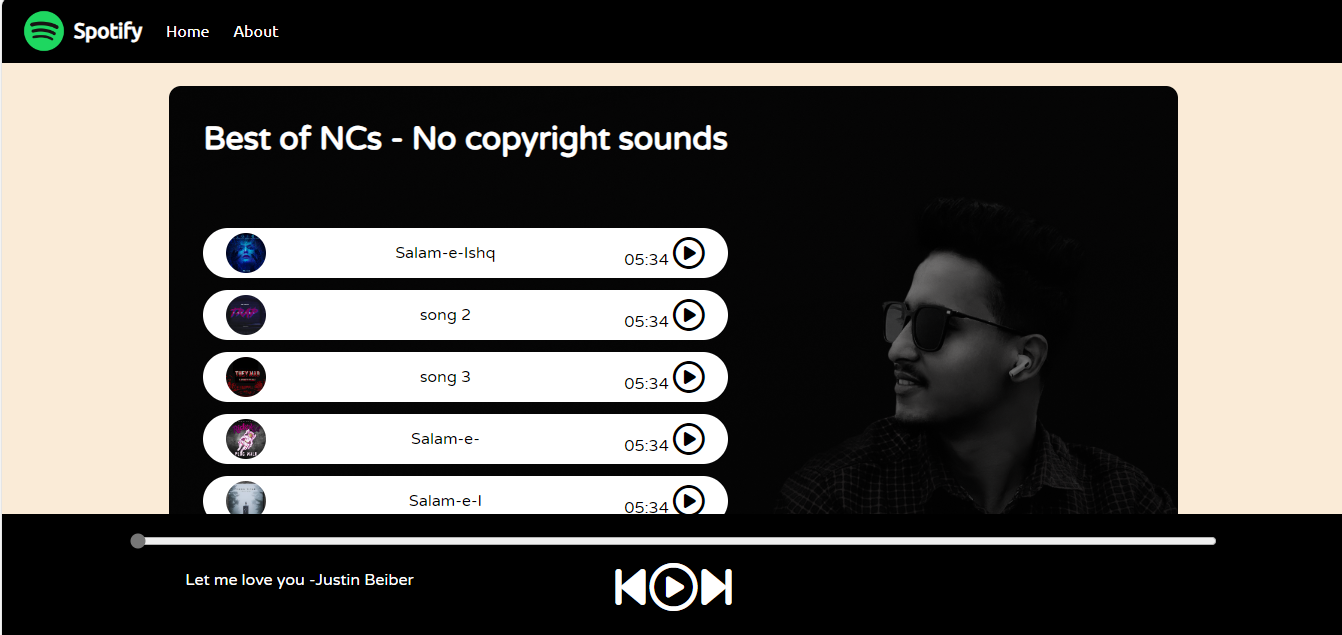 Spotify Home About
Best of NCs - No copyright sounds
Salam-e-Ishq 05:34
song 2 05:34
song 3 05:34
Salam-e- 05:34
Salam-e-I 05:34
Let me love you -Justin Beiber